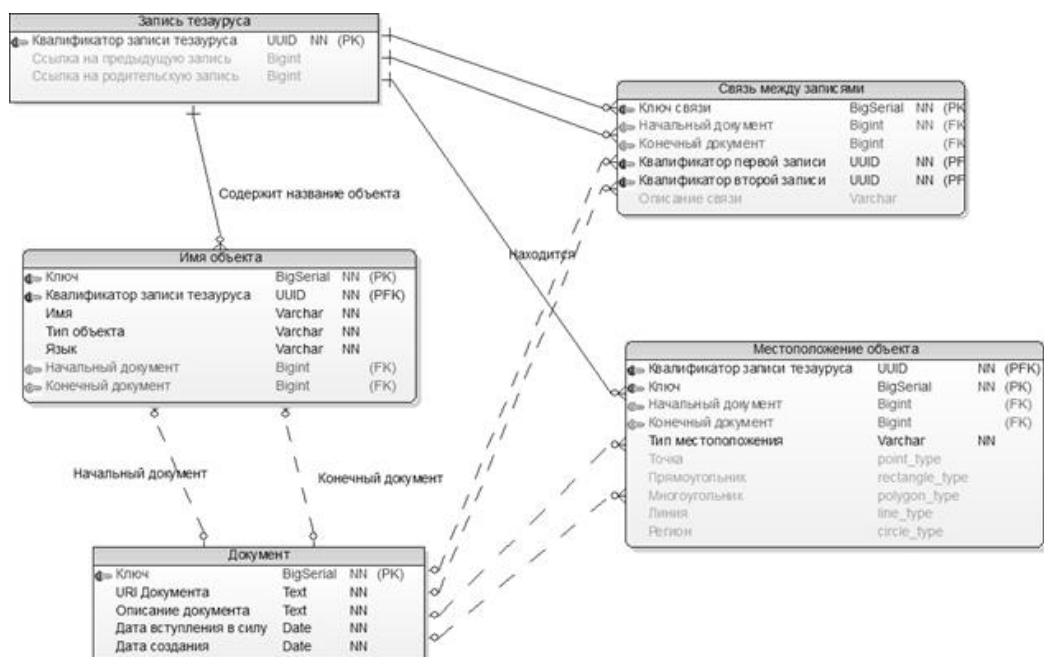 Запись тезауруса
Квалификатор записи тезауруса UUID NN (PK)
Ссылка на предыдущую запись Bigint
Ссылка на родительскую запись Bigint
Связь между записями
Ключ связи BigSerial NN (PK
Начальный документ Bigint NN (FK
Конечный документ Bigint (FK
Квалификатор первой записи UUID NN (PF
Квалификатор второй записи UUID NN (PF
Описание связи Varchar
Содержит название объекта
Находится
Имя объекта
Ключ BigSerial NN (PK)
Квалификатор записи тезауруса UUID NN (PFK)
Имя Varchar NN
Тип объекта Varchar NN
Язык Varchar NN
Начальный документ Bigint (FK)
Конечный документ Bigint (FK)
Местоположение объекта
Квалификатор записи тезауруса UUID NN (PFK)
Ключ BigSerial NN (PK)
Начальный документ Bigint (FK)
Конечный документ Bigint (FK)
Тип местоположения Varchar NN
Точка point_type
Прямоугольник rectangle_type
Многоугольник polygon_type
Линия line_type
Регион circle_type
Начальный документ
Конечный документ
Документ
Ключ BigSerial NN (PK)
URI Документа Text NN
Описание документа Text NN
Дата вступления в силу Date NN
Дата создания Date NN